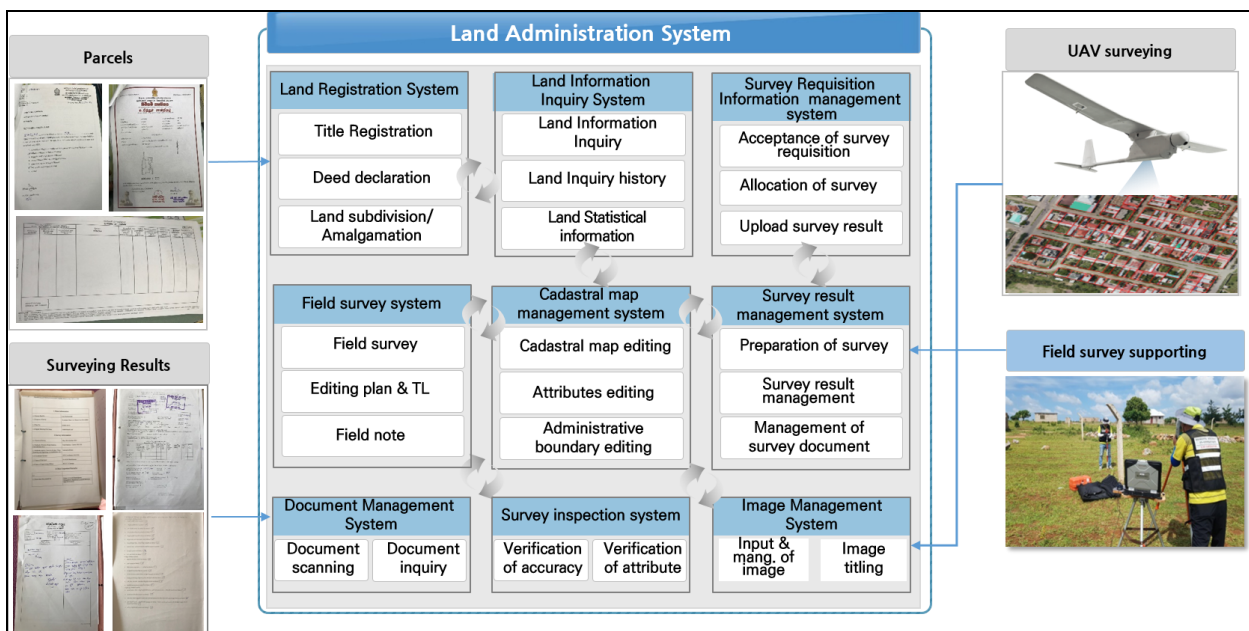 Land Administration System
Parcels
UAV surveying
Land Registration System
Title Registration
Deed declaration
Land subdivision/
Amalgamation
Land Information
Inquiry System
Land Information
Inquiry
Land Inquiry history
Land Statistical
information
Survey Requisition
Information management
system
Acceptance of survey
requisition
Allocation of survey
Upload survey result
Field survey system
Field survey
Editing plan & TL
Field note
Cadastral map
management system
Cadastral map editing
Attributes editing
Administrative
boundary editing
Survey result
management system
Preparation of survey
Survey result
management
Management of
survey document
Surveying Results
Field survey supporting
Document Management
System
Document
scanning
Document
inquiry
Survey inspection system
Verification
of accuracy
Verification
of attribute
Image Management
System
Input &
mang. of
image
Image
titling